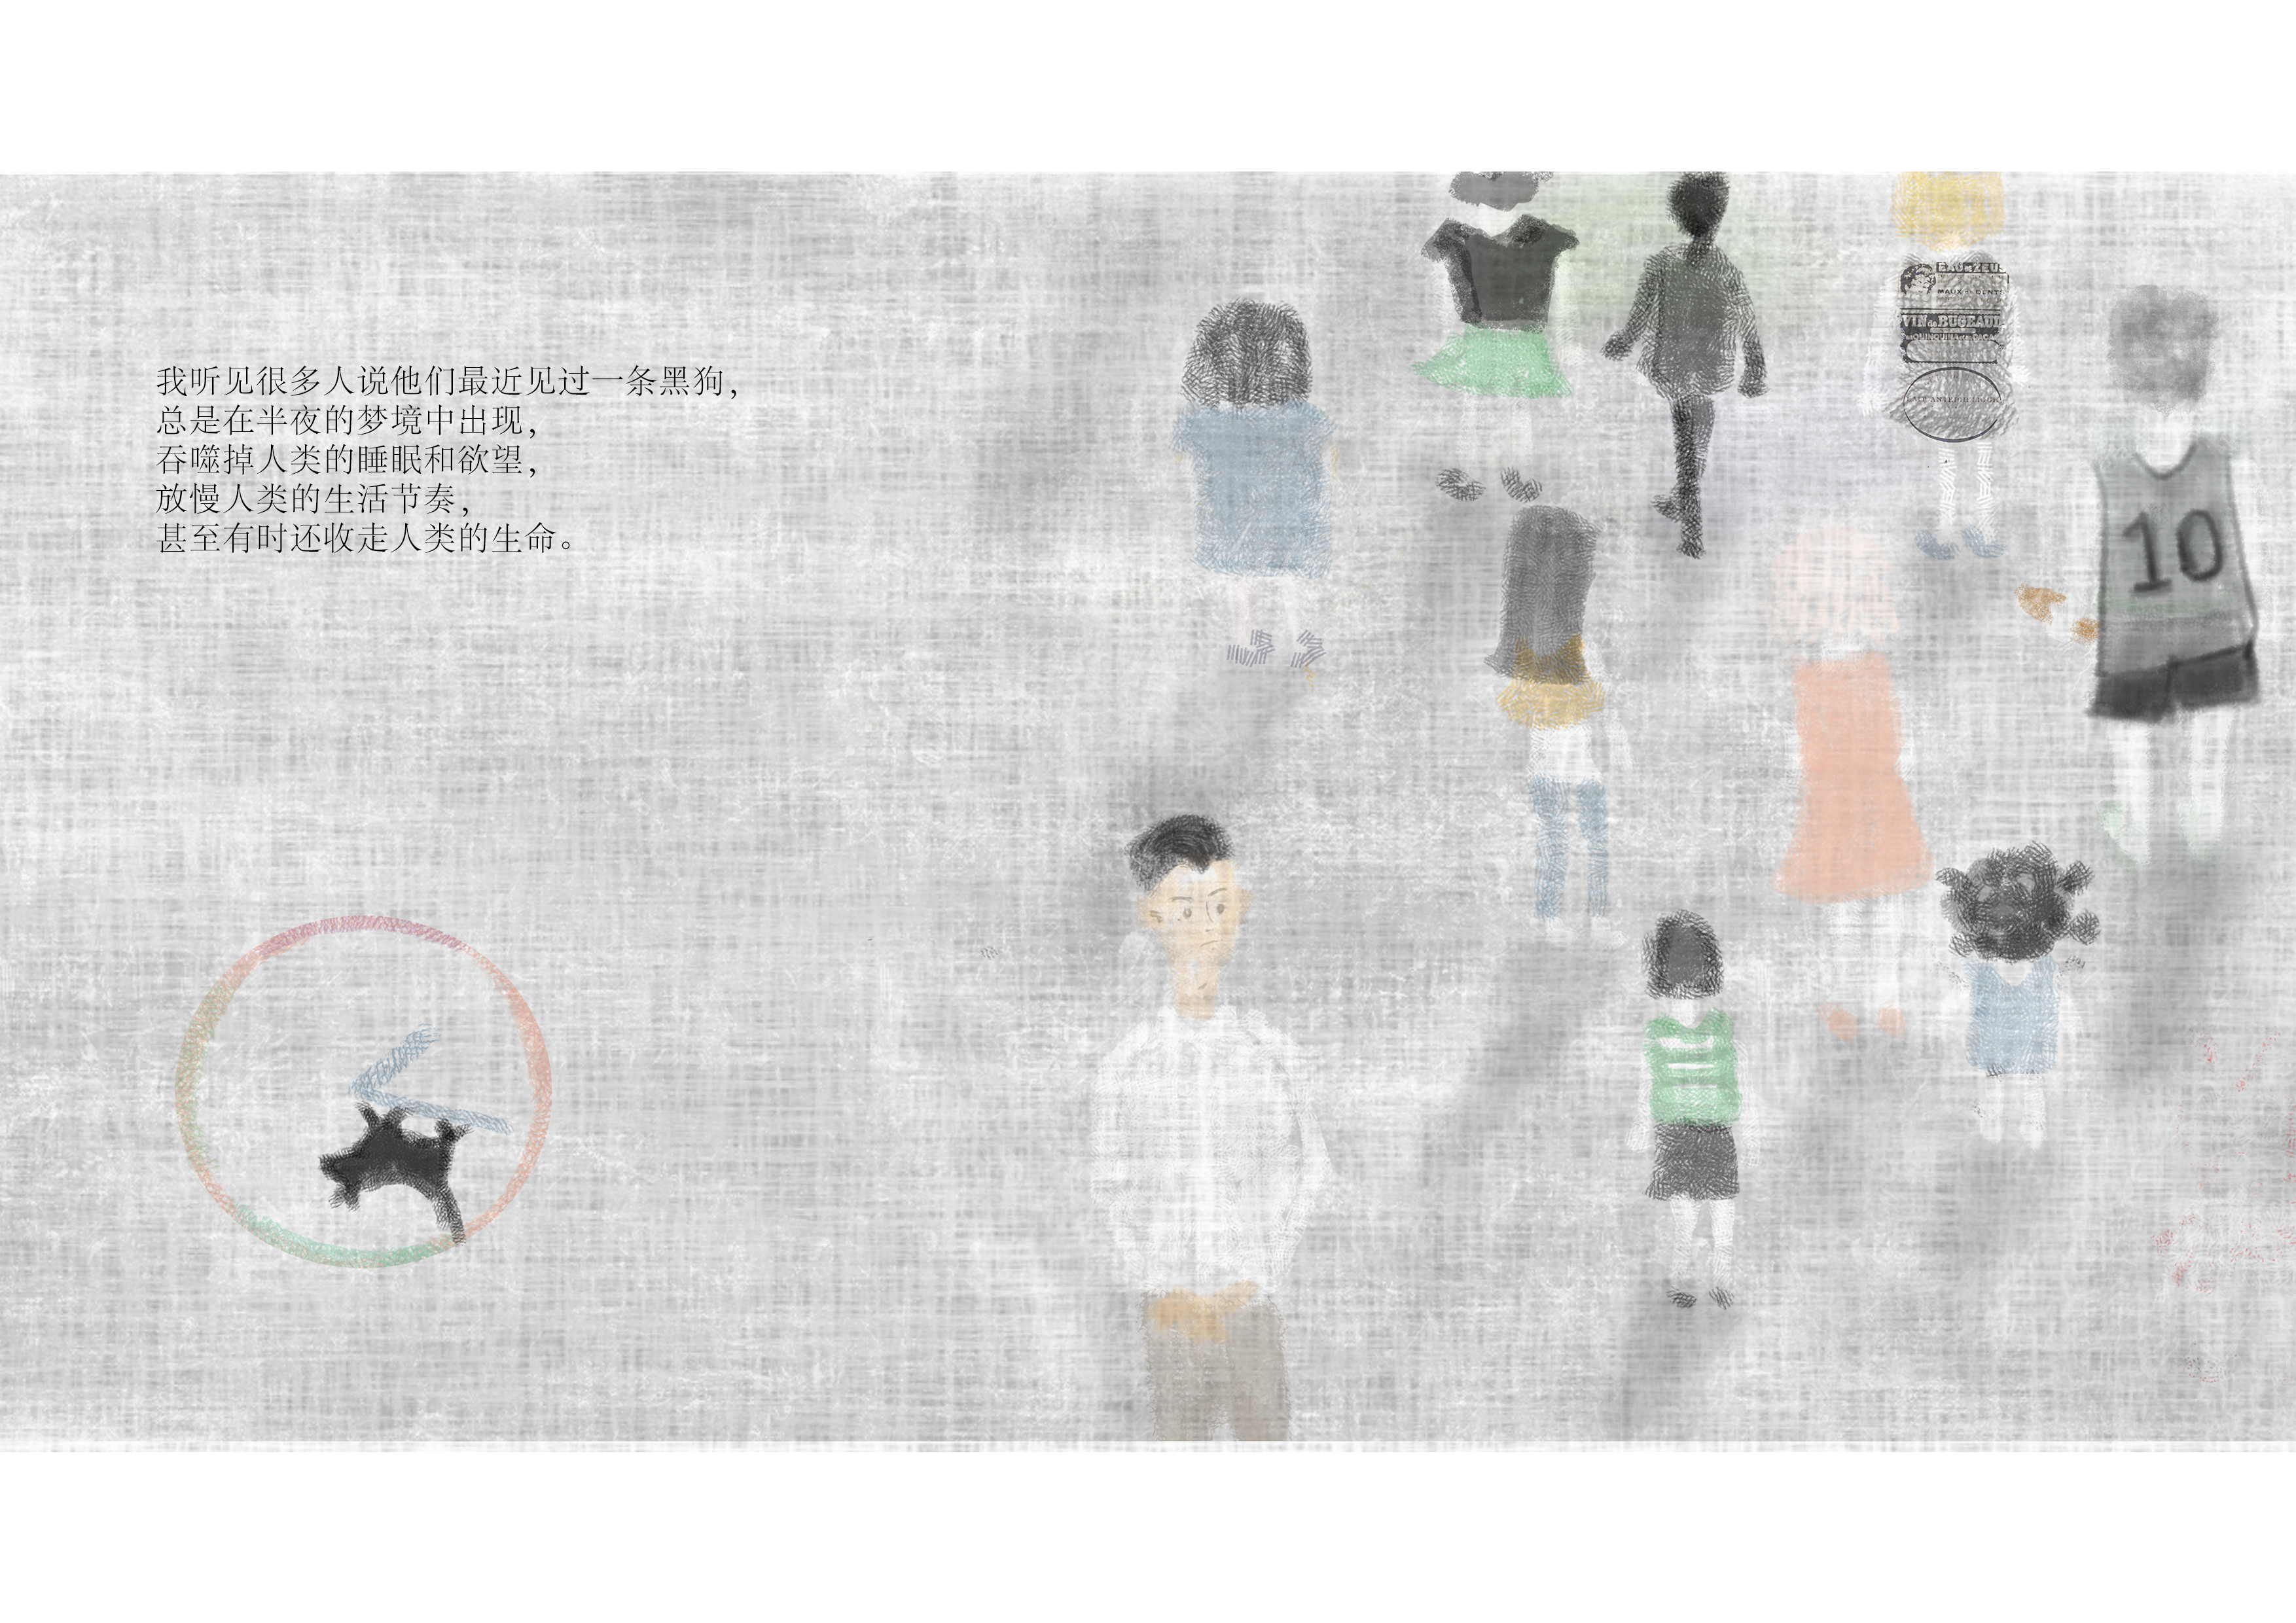 我听见很多人说他们最近见过一条黑狗，
总是在半夜的梦境中出现，
吞噬掉人类的睡眠和欲望，
放慢人类的生活节奏，
甚至有时还收走人类的生命。
VIN de BUGEAUD
10